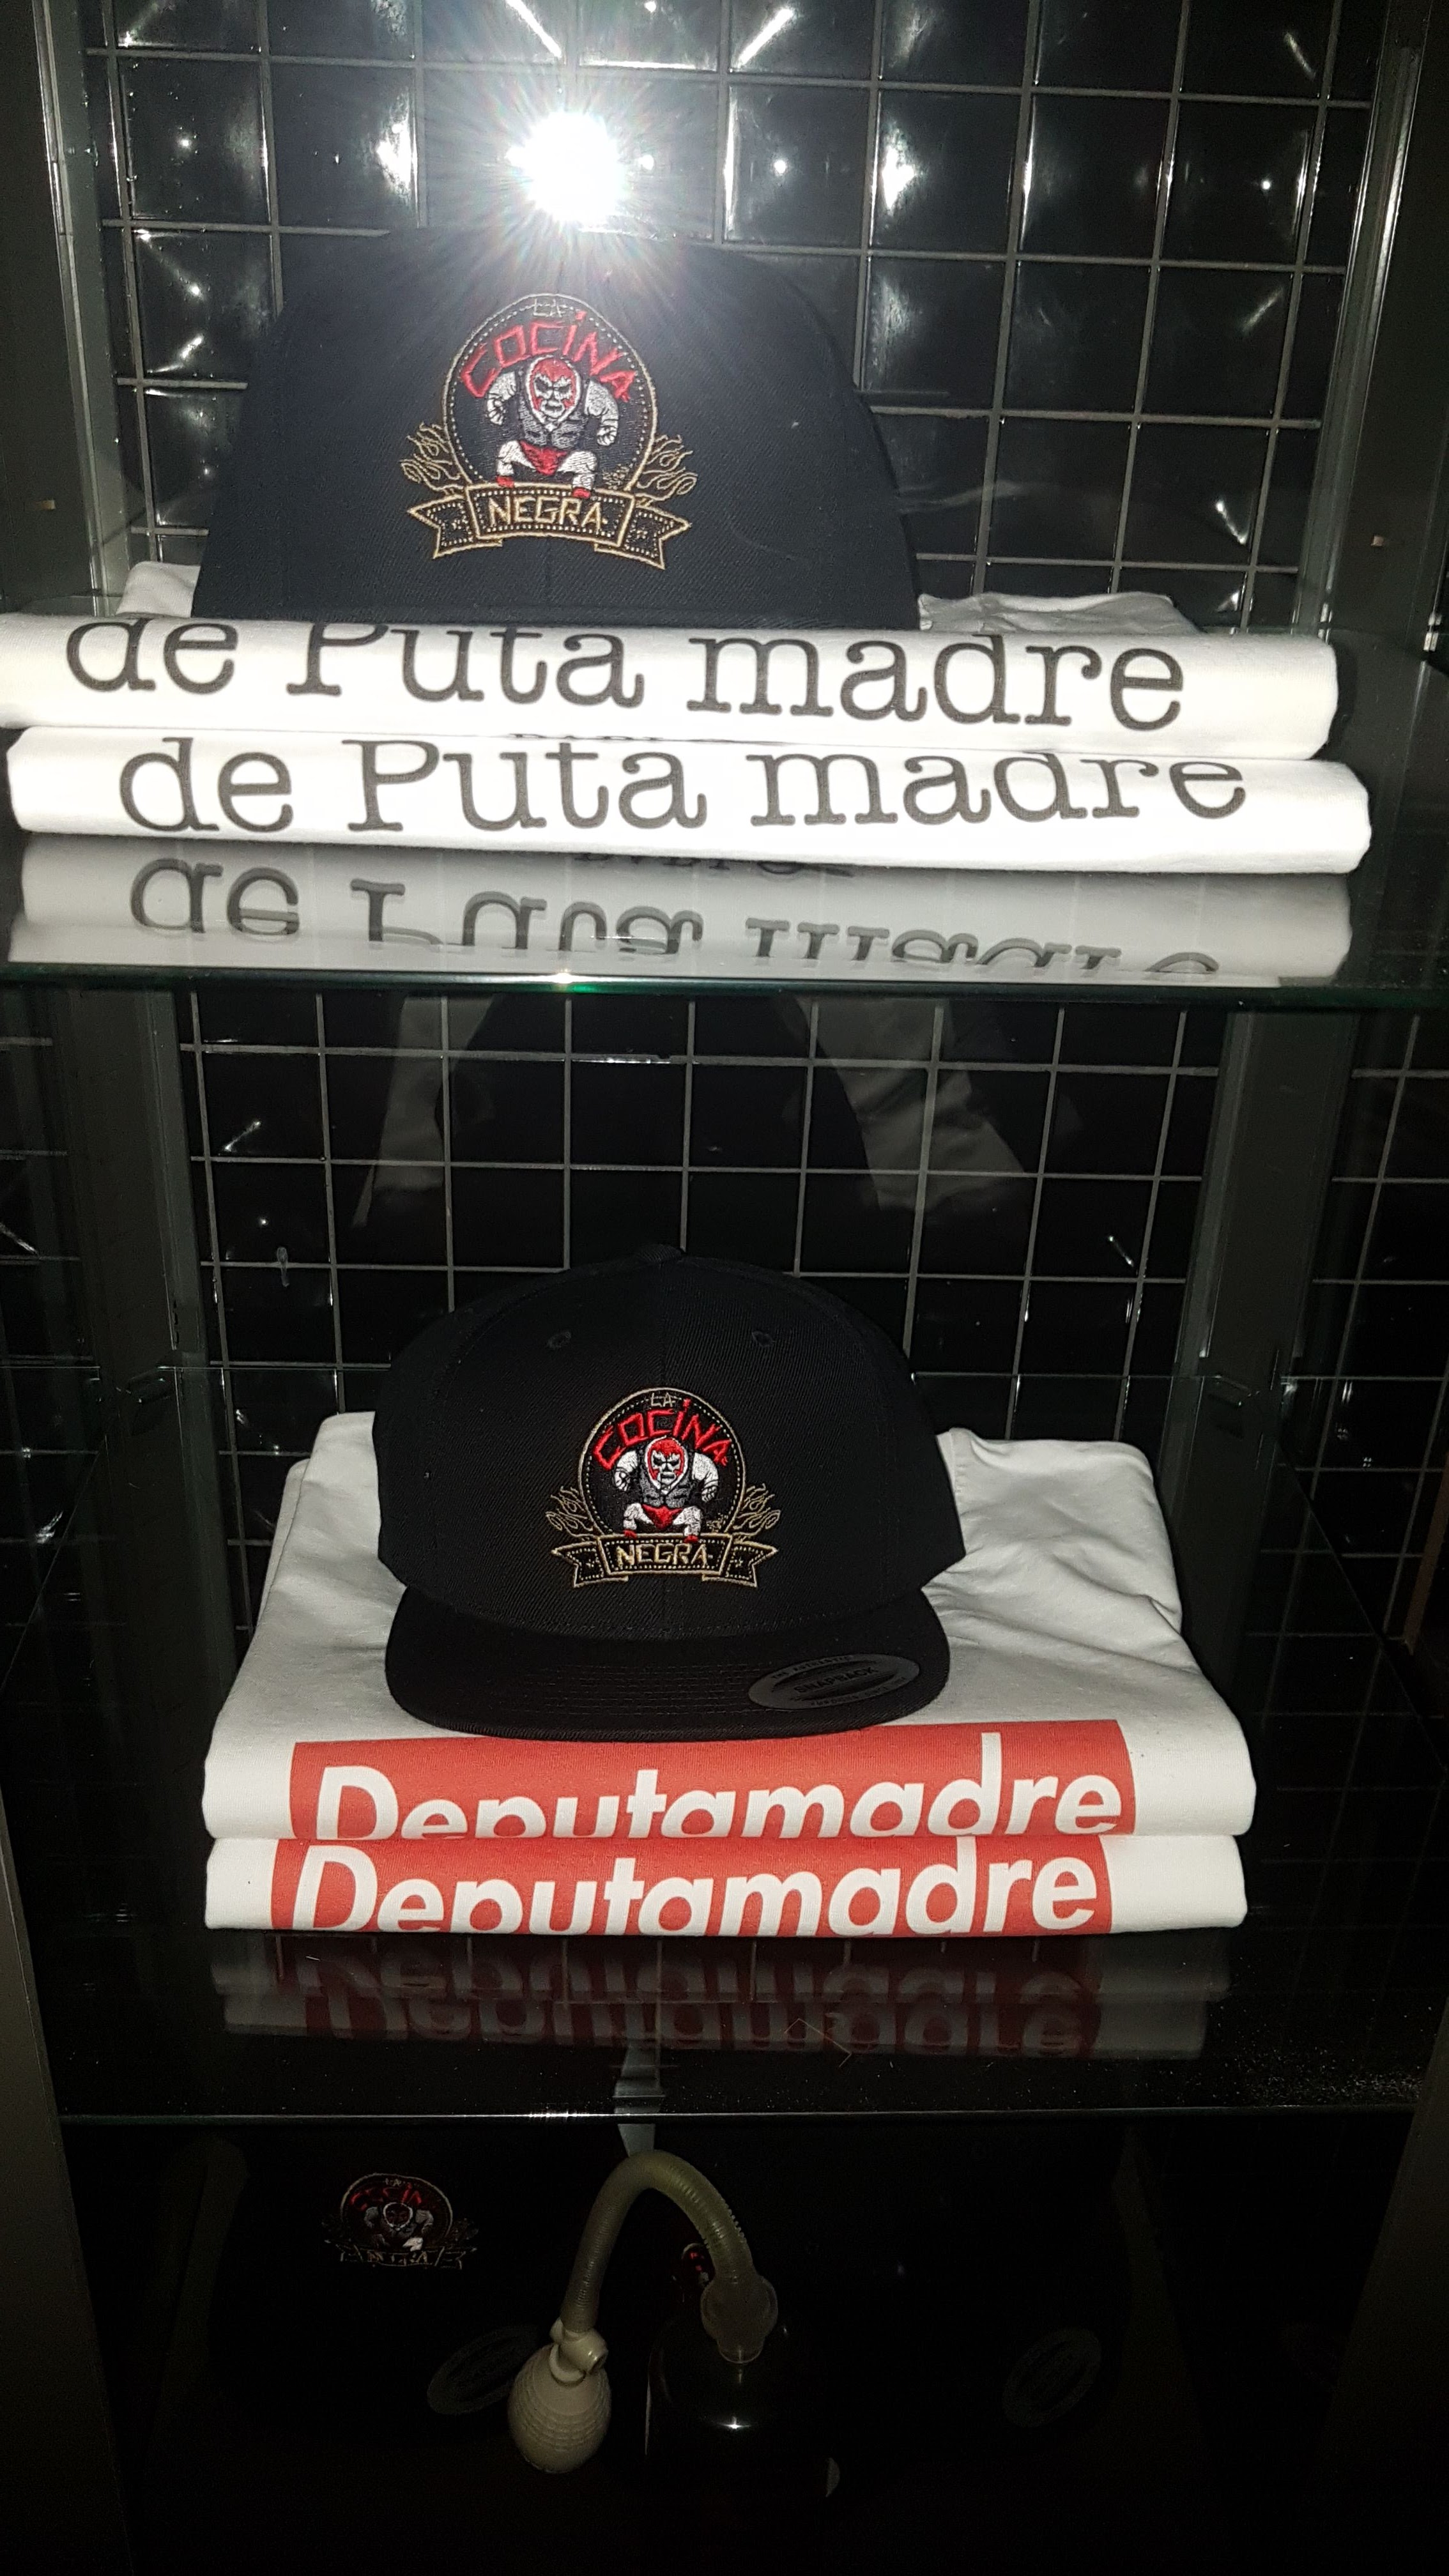 LA
COCINA
NEGRA
de Puta madre
de Puta madre
LA
COCINA
NEGRA
SNAPBACK
Deputamadre
Deputamadre